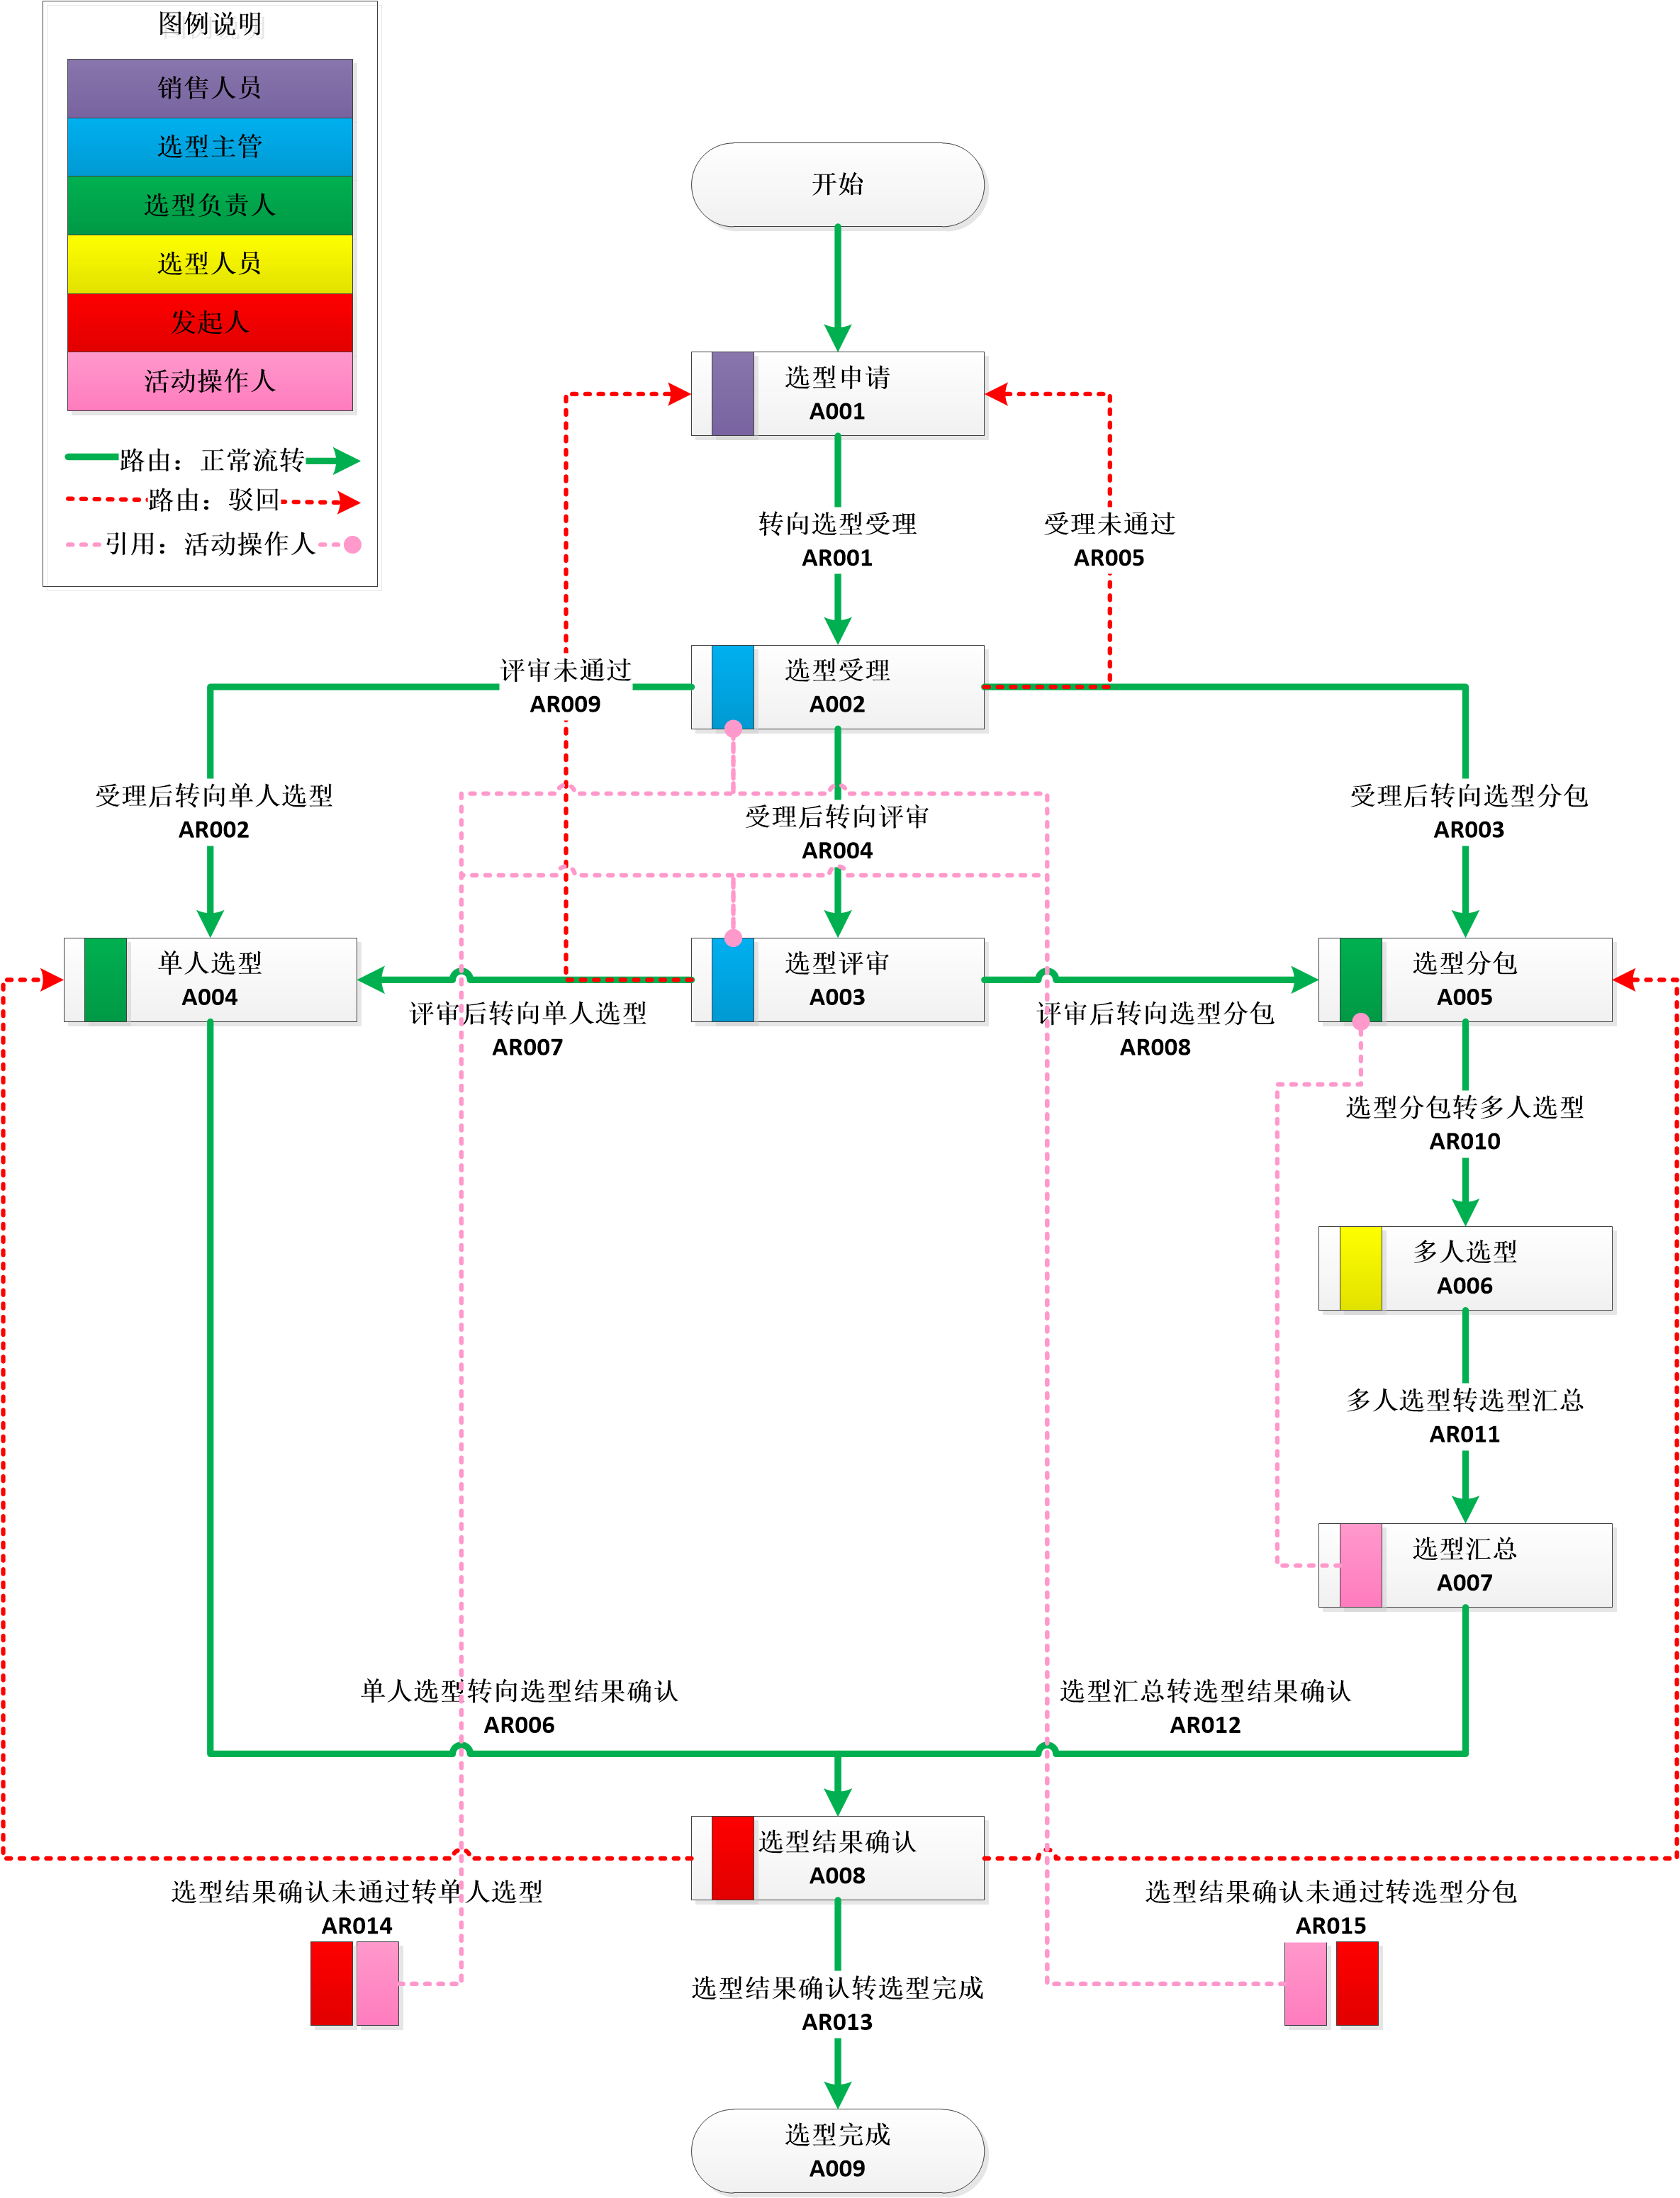 图例说明
销售人员
选型主管
选型负责人
选型人员
发起人
活动操作人
路由：正常流转
路由：驳回
引用：活动操作人
开始
选型申请
A001
转向选型受理
AR001
受理未通过
AR005
评审未通过
AR009
选型受理
A002
受理后转向单人选型
AR002
受理后转向评审
AR004
受理后转向选型分包
AR003
单人选型
A004
选型评审
A003
选型分包
A005
评审后转向单人选型
AR007
评审后转向选型分包
AR008
选型分包转多人选型
AR010
多人选型
A006
多人选型转选型汇总
AR011
选型汇总
A007
单人选型转向选型结果确认
AR006
选型汇总转选型结果确认
AR012
选型结果确认
A008
选型结果确认未通过转单人选型
AR014
选型结果确认未通过转选型分包
AR015
选型结果确认转选型完成
AR013
选型完成
A009